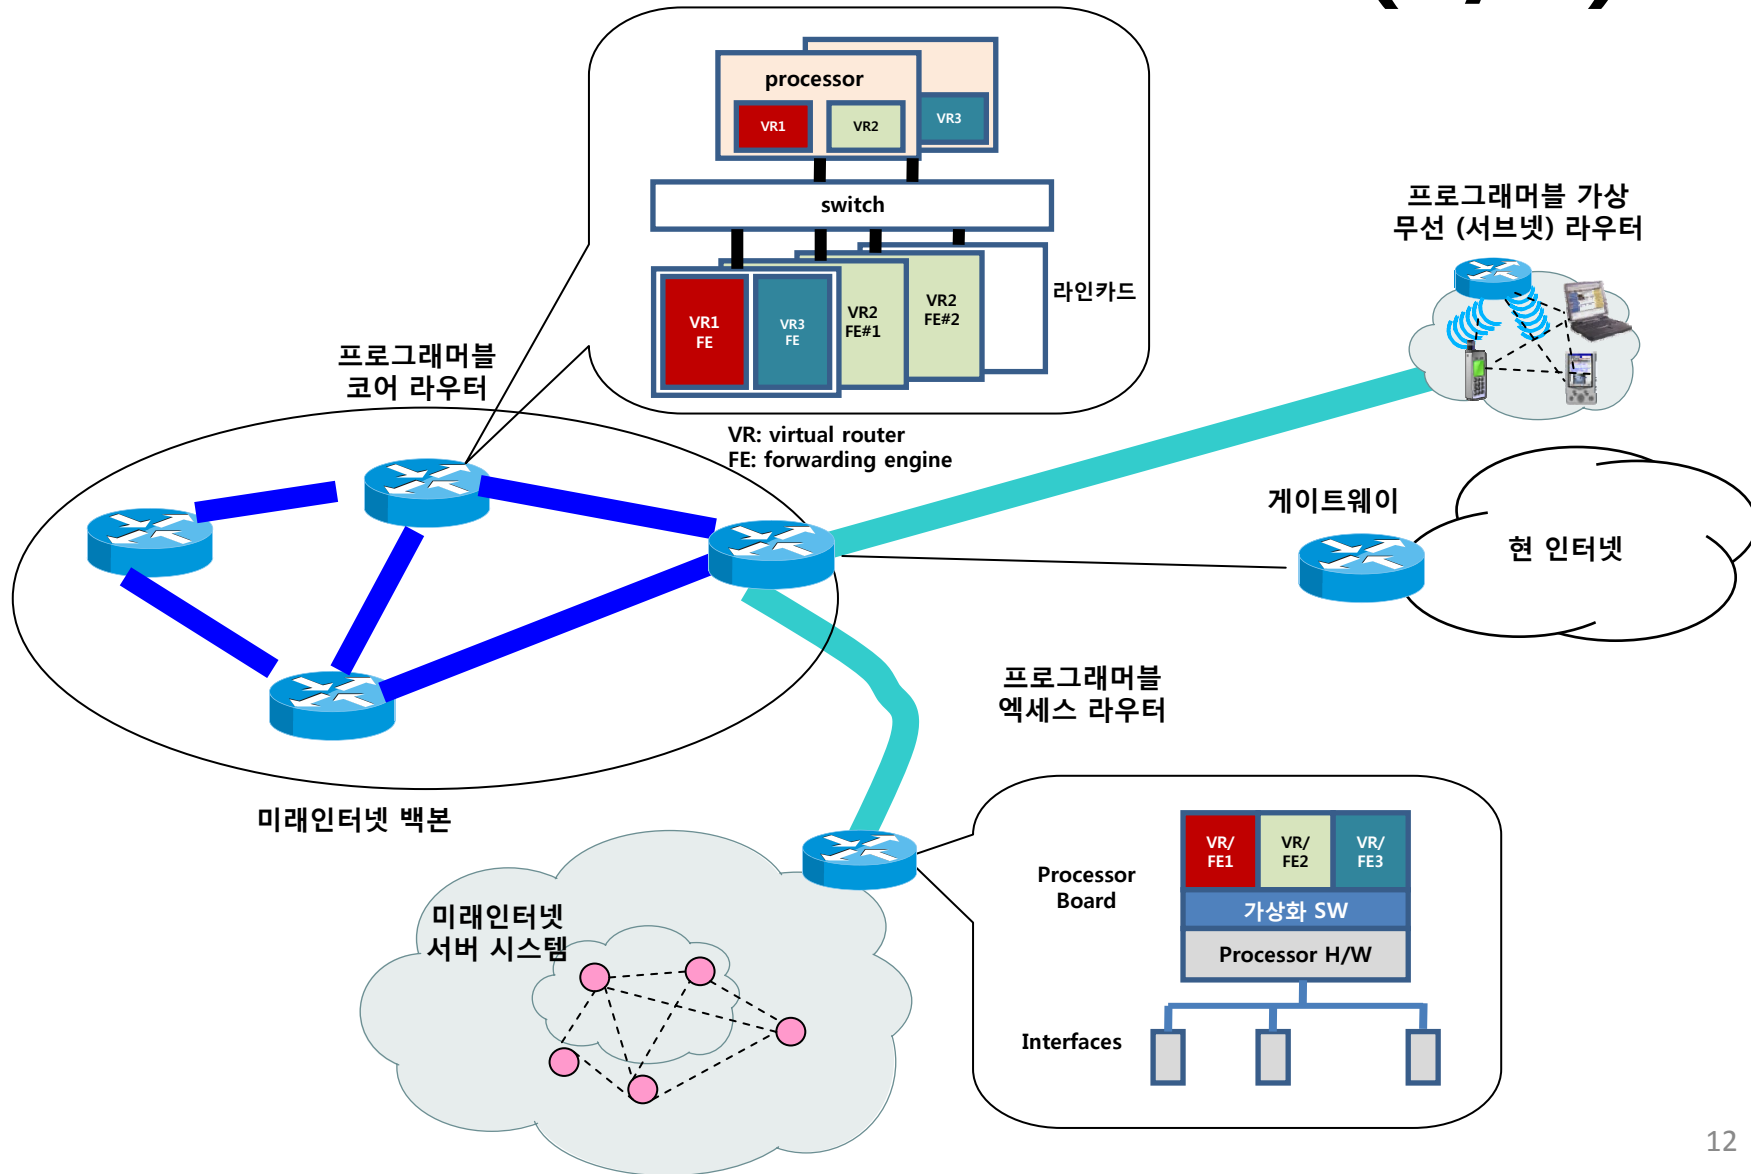 processor
VR1
VR2
VR3
switch
VR1
FE
VR3
FE
VR2
FE#1
VR2
FE#2
라인카드
프로그래머블 가상
무선 (서브넷) 라우터
프로그래머블
코어 라우터
VR: virtual router
FE: forwarding engine
게이트웨이
현 인터넷
프로그래머블
엑세스 라우터
미래인터넷 백본
미래인터넷
서버 시스템
Processor
Board
VR/
FE1
VR/
FE2
VR/
FE3
가상화 SW
Processor H/W
Interfaces
12